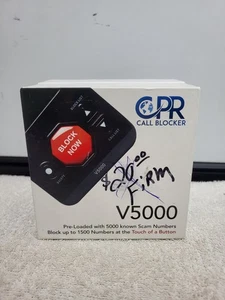 CPR
CALL BLOCKER
BLOCK
NOW
V5000
$20.00
FiRM
V5000
Pre-Loaded with 5000 known Scam Numbers
Block up to 1500 Numbers at the Touch of a Button